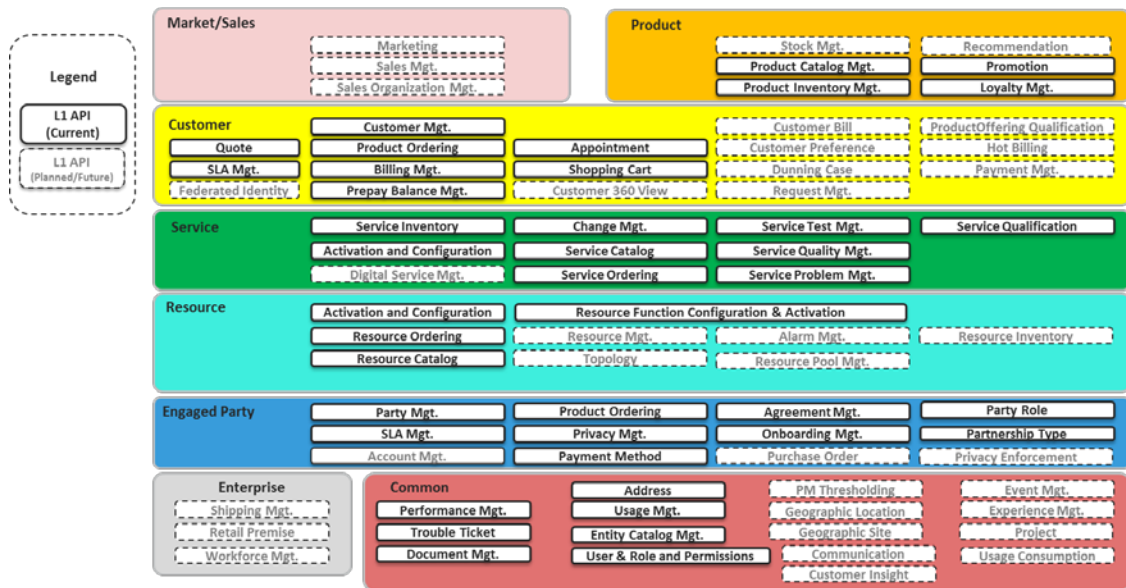 Legend
L1 API
(Current)
L1 API
(Planned/Future)
Market/Sales
Marketing
Sales Mgt.
Sales Organization Mgt.
Product
Stock Mgt.
Recommendation
Product Catalog Mgt.
Promotion
Product Inventory Mgt.
Loyalty Mgt.
Customer
Customer Mgt.
Customer Bill
ProductOffering Qualification
Quote
Product Ordering
Appointment
Customer Preference
Hot Billing
SLA Mgt.
Billing Mgt.
Shopping Cart
Dunning Case
Payment Mgt.
Federated Identity
Prepay Balance Mgt.
Customer 360 View
Request Mgt.
Service
Service Inventory
Change Mgt.
Service Test Mgt.
Service Qualification
Activation and Configuration
Service Catalog
Service Quality Mgt.
Digital Service Mgt.
Service Ordering
Service Problem Mgt.
Resource
Activation and Configuration
Resource Function Configuration & Activation
Resource Ordering
Resource Mgt.
Alarm Mgt.
Resource Inventory
Resource Catalog
Topology
Resource Pool Mgt.
Engaged Party
Party Mgt.
Product Ordering
Agreement Mgt.
Party Role
SLA Mgt.
Privacy Mgt.
Onboarding Mgt.
Partnership Type
Account Mgt.
Payment Method
Purchase Order
Privacy Enforcement
Enterprise
Shipping Mgt.
Retail Premise
Workforce Mgt.
Common
Address
PM Thresholding
Event Mgt.
Performance Mgt.
Usage Mgt.
Geographic Location
Experience Mgt.
Trouble Ticket
Entity Catalog Mgt.
Geographic Site
Project
Document Mgt.
User & Role and Permissions
Communication
Usage Consumption
Customer Insight